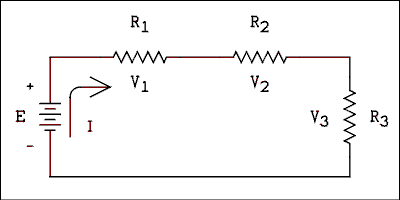 R1 R2
+ V1 V2
E I V3 R3
-